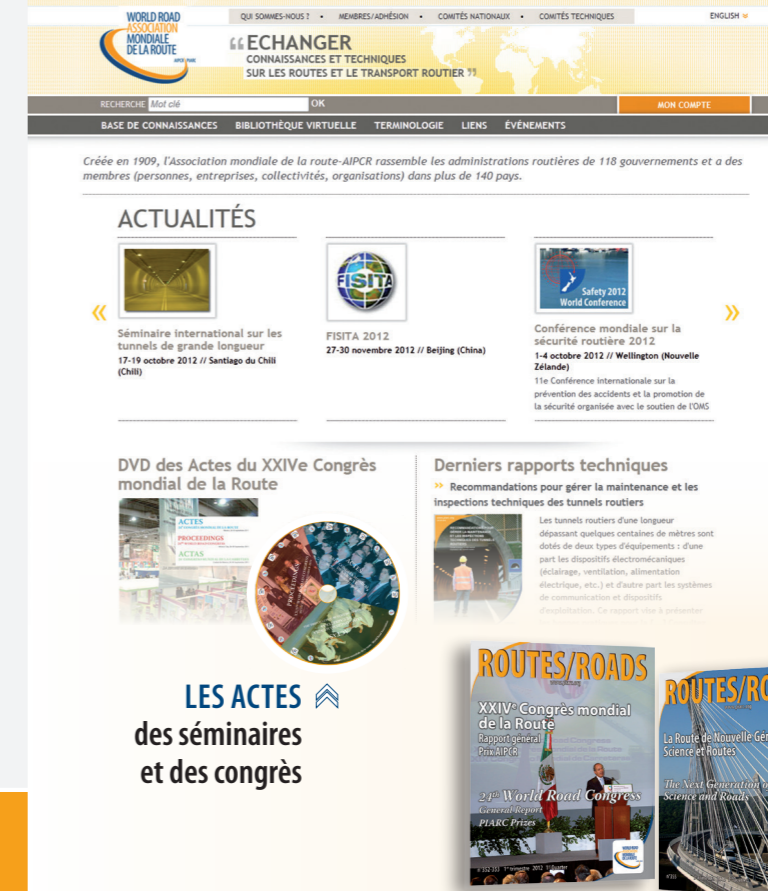 WORLD ROAD
ASSOCIATION
MONDIALE
DE LA ROUTE
AIPCR | PIARC
QUI SOMMES-NOUS ? • MEMBRES/ADHÉSION • COMITÉS NATIONAUX • COMITÉS TECHNIQUES
ENGLISH
“ ECHANGER
CONNAISSANCES ET TECHNIQUES
SUR LES ROUTES ET LE TRANSPORT ROUTIER ”
RECHERCHE Mot clé OK
MON COMPTE
BASE DE CONNAISSANCES BIBLIOTHÈQUE VIRTUELLE TERMINOLOGIE LIENS ÉVÉNEMENTS
Créée en 1909, l'Association mondiale de la route-AIPCR rassemble les administrations routières de 118 gouvernements et a des
membres (personnes, entreprises, collectivités, organisations) dans plus de 140 pays.
ACTUALITÉS
«
Séminaire international sur les
tunnels de grande longueur
17-19 octobre 2012 // Santiago du Chili
(Chili)
FISITA
FISITA 2012
27-30 novembre 2012 // Beijing (China)
Safety 2012
World Conference
Conférence mondiale sur la
sécurité routière 2012
1-4 octobre 2012 // Wellington (Nouvelle
Zélande)
11e Conférence internationale sur la
prévention des accidents et la promotion de
la sécurité organisée avec le soutien de l'OMS
»
DVD des Actes du XXIVe Congrès
mondial de la Route
ACTES
PROCEEDINGS
ACTAS
PROCEEDINGS
Derniers rapports techniques
» Recommandations pour gérer la maintenance et les
inspections techniques des tunnels routiers
Les tunnels routiers d'une longueur
dépassant quelques centaines de mètres sont
dotés de deux types d'équipements : d'une
part les dispositifs électromécaniques
(éclairage, ventilation, alimentation
électrique, etc.) et d'autre part les systèmes
de communication et dispositifs
d'exploitation. Ce rapport vise à présenter
LES ACTES
des séminaires
et des congrès
ROUTES/ROADS
XXIVe Congrès mondial
de la Route
Rapport général
Prix AIPCR
24th World Road Congress
General Report
PIARC Prizes
n°352-353 1er trimestre 2012 1st Quarter
ROUTES/RO
La Route de Nouvelle Gén
Science et Routes
The Next Generation o
Science and Roads